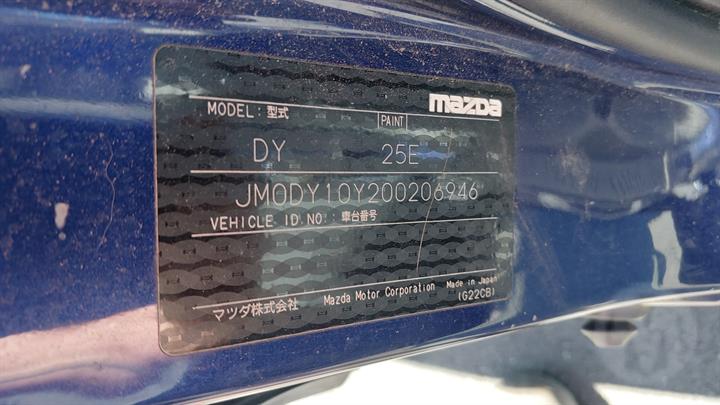 mazda
MODEL : 型式 PAINT
DY 25E
JM0DY10Y200206946
VEHICLE ID NO. : 車台番号
マツダ株式会社 Mazda Motor Corporation Made in Japan
(G22CB)